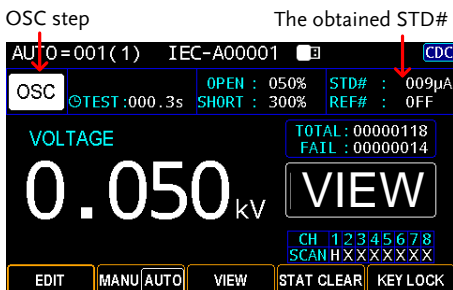 OSC step
The obtained STD#
AUTO=001(1) IEC-A00001 CDC
OSC
TEST:000.3s
OPEN : 050%
SHORT : 300%
STD# : 009µA
REF# : OFF
VOLTAGE
0.050 kV
TOTAL:00000118
FAIL :00000014
VIEW
CH 12345678
SCAN HXXXXXXX
EDIT MANU AUTO VIEW STAT CLEAR KEY LOCK